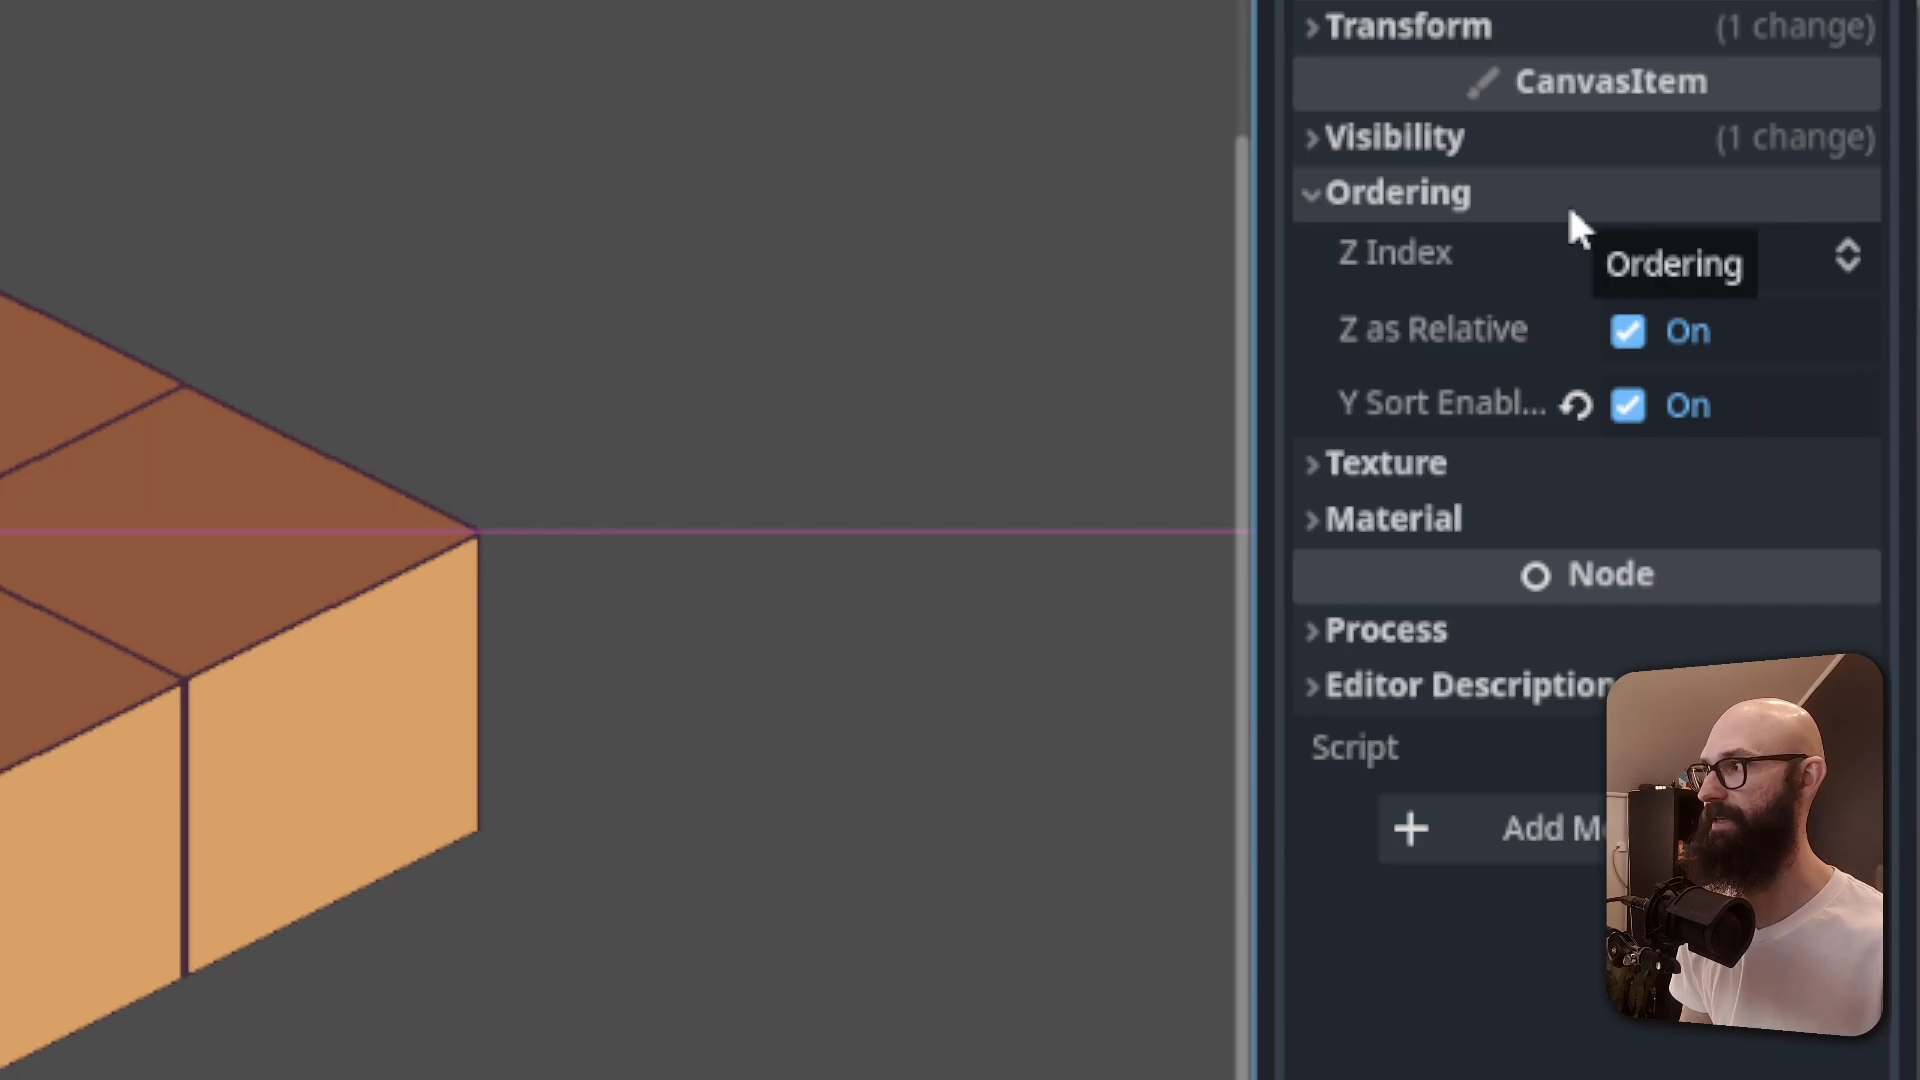 Transform (1 change)
CanvasItem
Visibility (1 change)
Ordering
Z Index
Ordering
Z as Relative On
Y Sort Enabl... On
Texture
Material
Node
Process
Editor Description
Script
Add M